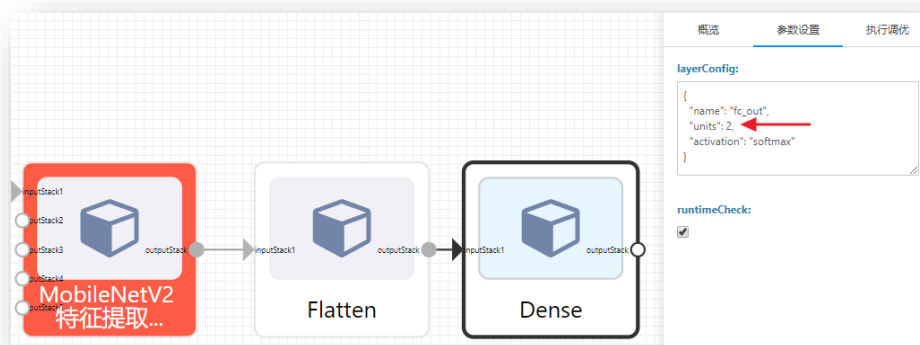 概览 参数设置 执行调优
layerConfig:
{
"name": "fc_out",
"units": 2,
"activation": "softmax"
}
runtimeCheck:
inputStack1
putStack2
putStack3
putStack4
putStack5
outputStack
MobileNetV2
特征提取...
inputStack1
outputStack
Flatten
inputStack1
outputStack
Dense